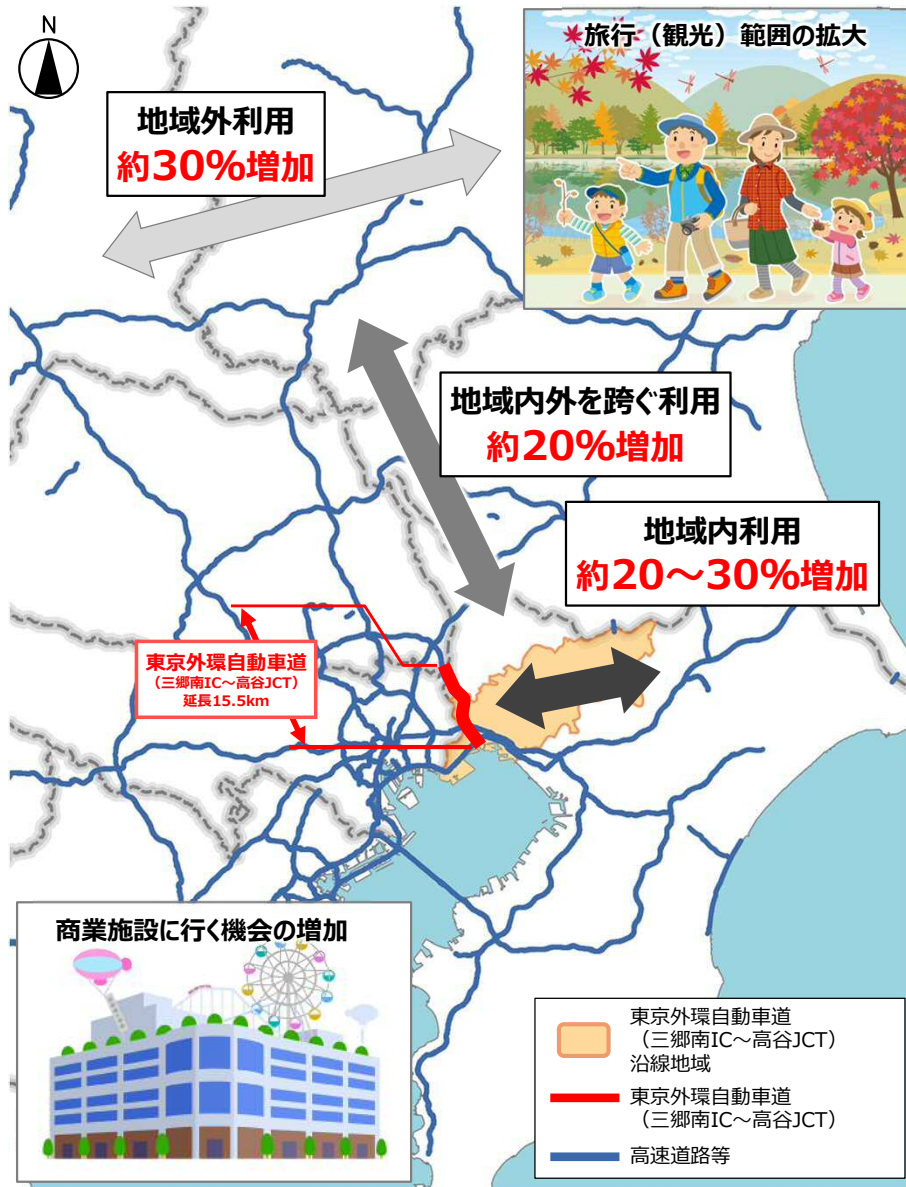 N
旅行（観光）範囲の拡大
地域外利用
約30%増加
地域内外を跨ぐ利用
約20%増加
地域内利用
約20～30%増加
東京外環自動車道
（三郷南IC～高谷JCT）
延長15.5km
商業施設に行く機会の増加
東京外環自動車道
（三郷南IC～高谷JCT）
沿線地域
東京外環自動車道
（三郷南IC～高谷JCT）
高速道路等